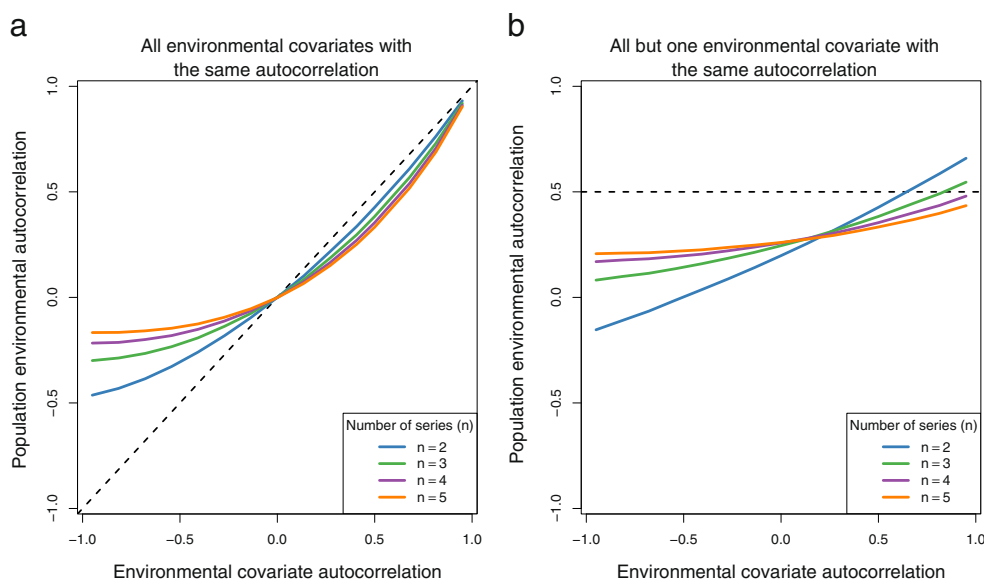 a
All environmental covariates with
the same autocorrelation
Population environmental autocorrelation
1.0
0.5
0.0
−0.5
−1.0
Number of series (n)
n = 2
n = 3
n = 4
n = 5
−1.0 −0.5 0.0 0.5 1.0
Environmental covariate autocorrelation
b
All but one environmental covariate with
the same autocorrelation
Population environmental autocorrelation
1.0
0.5
0.0
−0.5
−1.0
Number of series (n)
n = 2
n = 3
n = 4
n = 5
−1.0 −0.5 0.0 0.5 1.0
Environmental covariate autocorrelation